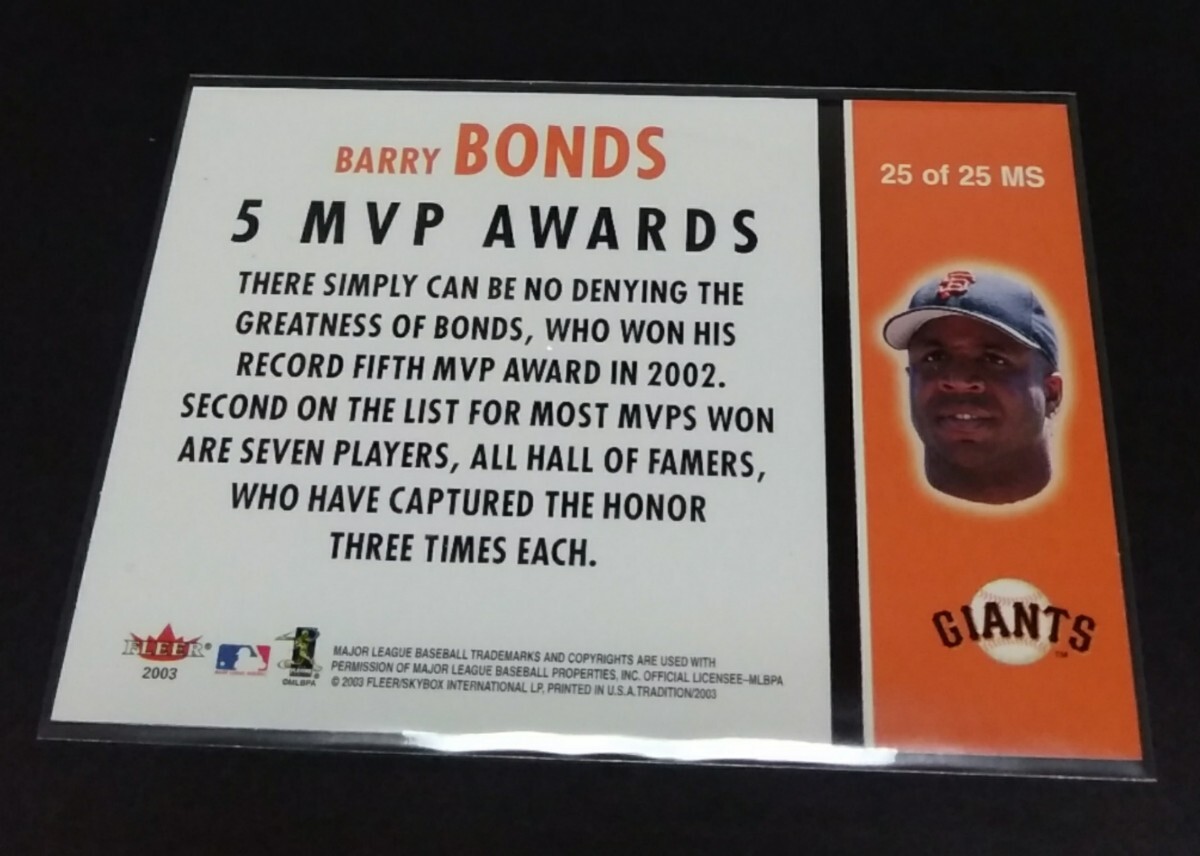 BARRY BONDS
5 MVP AWARDS
THERE SIMPLY CAN BE NO DENYING THE
GREATNESS OF BONDS, WHO WON HIS
RECORD FIFTH MVP AWARD IN 2002.
SECOND ON THE LIST FOR MOST MVPS WON
ARE SEVEN PLAYERS, ALL HALL OF FAMERS,
WHO HAVE CAPTURED THE HONOR
THREE TIMES EACH.
FLEER®
2003
©MLBPA
MAJOR LEAGUE BASEBALL TRADEMARKS AND COPYRIGHTS ARE USED WITH
PERMISSION OF MAJOR LEAGUE BASEBALL PROPERTIES, INC. OFFICIAL LICENSEE–MLBPA
© 2003 FLEER/SKYBOX INTERNATIONAL LP, PRINTED IN U.S.A. TRADITION/2003
25 of 25 MS
SF
GIANTS™